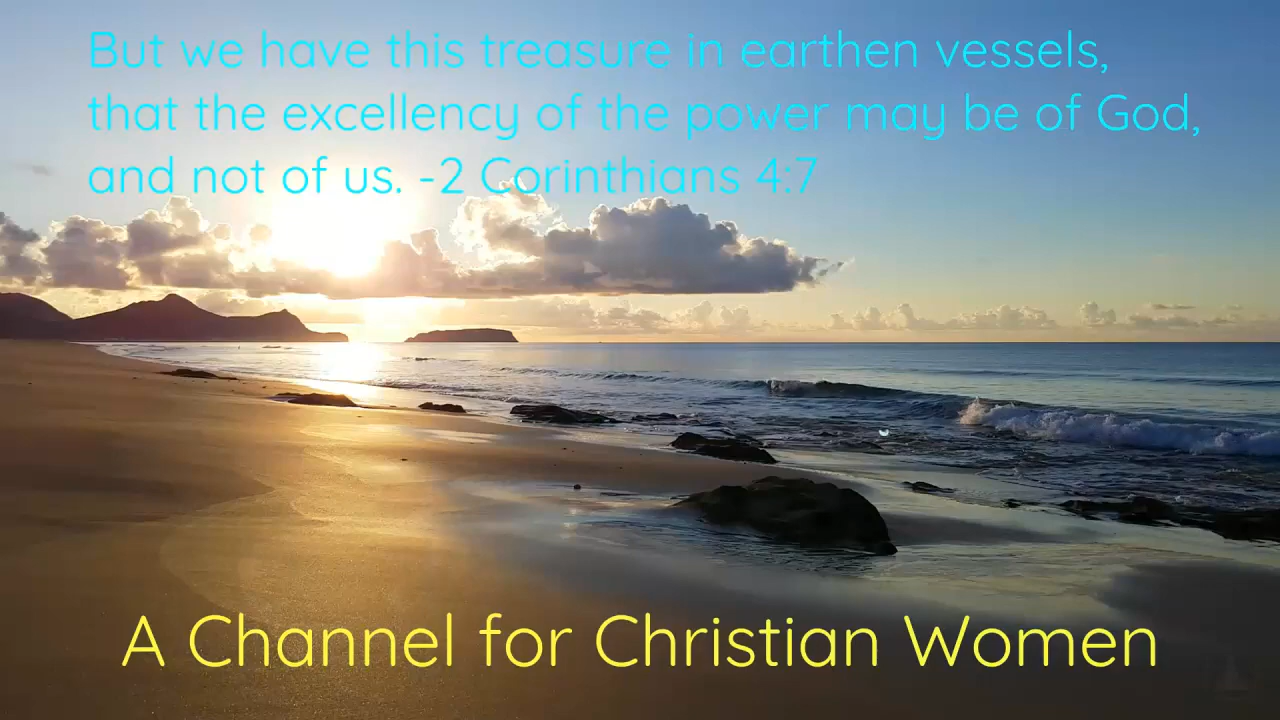 But we have this treasure in earthen vessels,
that the excellency of the power may be of God,
and not of us. -2 Corinthians 4:7
A Channel for Christian Women